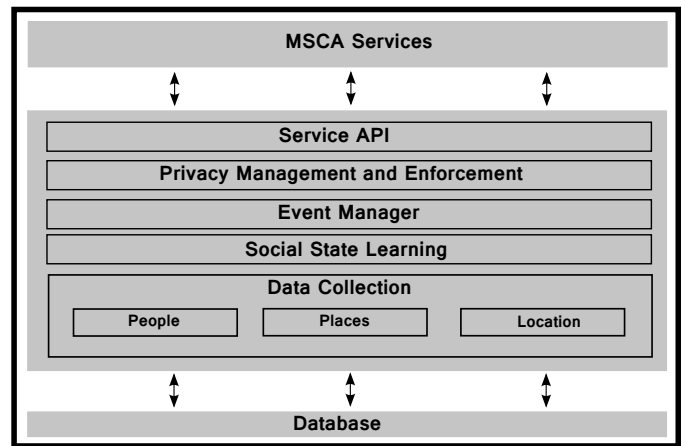 MSCA Services
Service API
Privacy Management and Enforcement
Event Manager
Social State Learning
Data Collection
People Places Location
Database